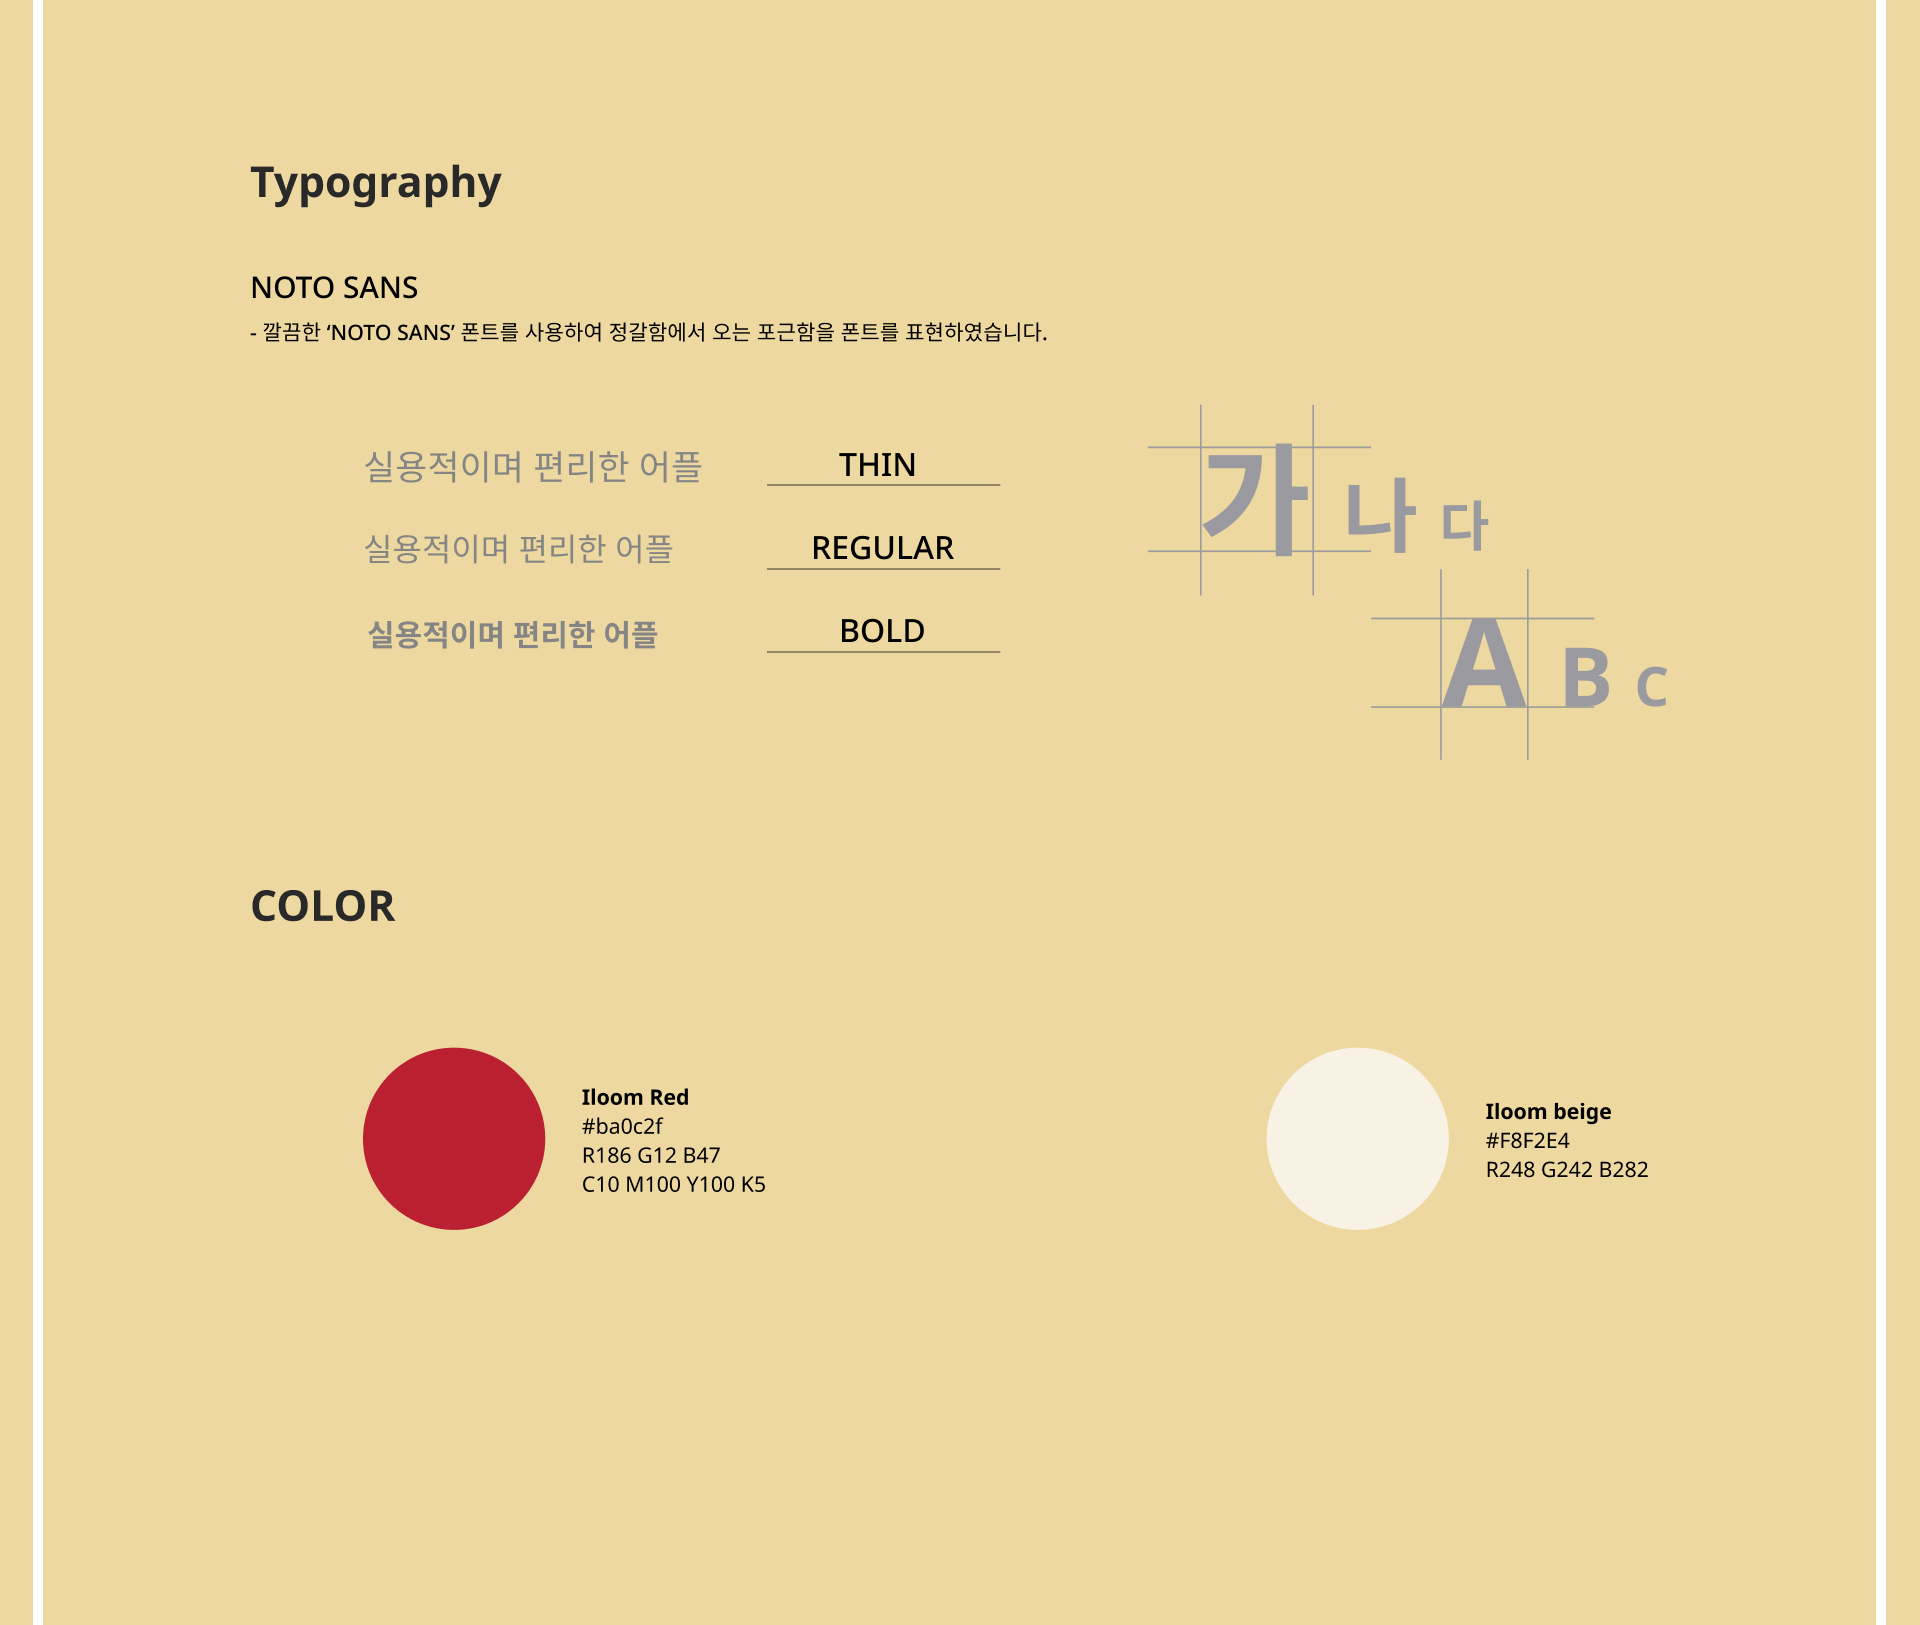 Typography
NOTO SANS
- 깔끔한 ‘NOTO SANS’ 폰트를 사용하여 정갈함에서 오는 포근함을 폰트를 표현하였습니다.
실용적이며 편리한 어플 THIN
실용적이며 편리한 어플 REGULAR
실용적이며 편리한 어플 BOLD
가 나 다
A B C
COLOR
Iloom Red
#ba0c2f
R186 G12 B47
C10 M100 Y100 K5
Iloom beige
#F8F2E4
R248 G242 B282